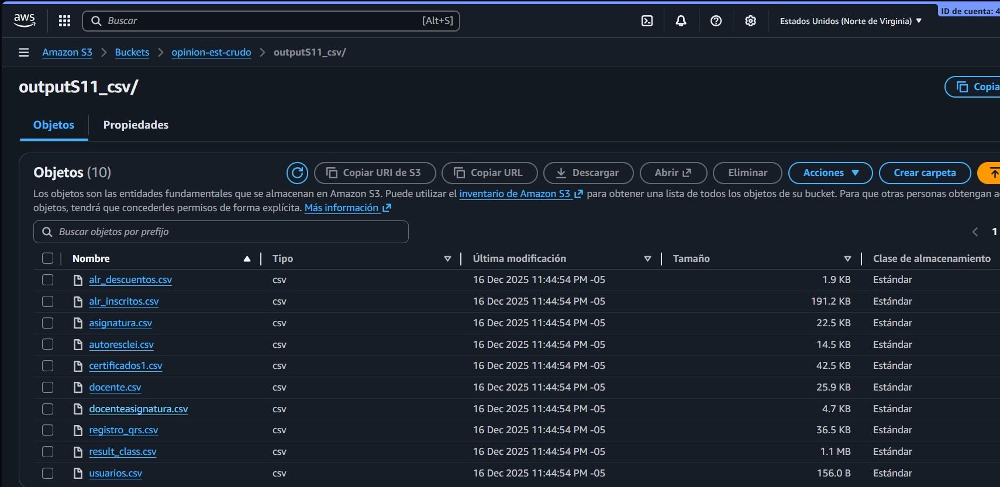 ID de cuenta: 4
aws
Buscar [Alt+S]
Estados Unidos (Norte de Virginia)
Amazon S3 > Buckets > opinion-est-crudo > outputS11_csv/
outputS11_csv/
Copia
Objetos Propiedades
Objetos (10)
Copiar URI de S3 Copiar URL Descargar Abrir Eliminar Acciones Crear carpeta
Los objetos son las entidades fundamentales que se almacenan en Amazon S3. Puede utilizar el inventario de Amazon S3 para obtener una lista de todos los objetos de su bucket. Para que otras personas obtengan a
objetos, tendrá que concederles permisos de forma explícita. Más información
Buscar objetos por prefijo
1
Nombre Tipo Última modificación Tamaño Clase de almacenamiento
alr_descuentos.csv csv 16 Dec 2025 11:44:54 PM -05 1.9 KB Estándar
alr_inscritos.csv csv 16 Dec 2025 11:44:54 PM -05 191.2 KB Estándar
asignatura.csv csv 16 Dec 2025 11:44:54 PM -05 22.5 KB Estándar
autoresclei.csv csv 16 Dec 2025 11:44:54 PM -05 14.5 KB Estándar
certificados1.csv csv 16 Dec 2025 11:44:54 PM -05 42.5 KB Estándar
docente.csv csv 16 Dec 2025 11:44:54 PM -05 25.9 KB Estándar
docenteasignatura.csv csv 16 Dec 2025 11:44:54 PM -05 4.7 KB Estándar
registro_qrs.csv csv 16 Dec 2025 11:44:54 PM -05 36.5 KB Estándar
result_class.csv csv 16 Dec 2025 11:44:54 PM -05 1.1 MB Estándar
usuarios.csv csv 16 Dec 2025 11:44:54 PM -05 156.0 B Estándar